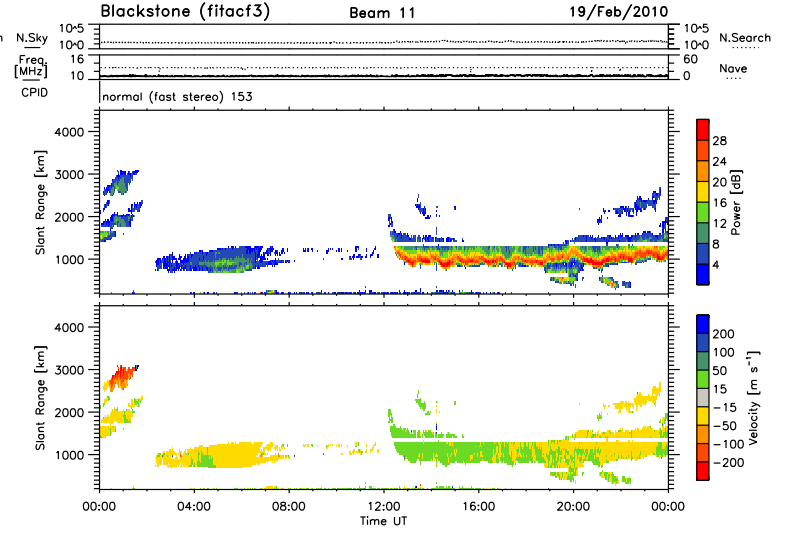 Blackstone (fitacf3) Beam 11 19/Feb/2010
n N.Sky 10^5 10^5 N.Search
10^0 10^0
Freq. 16 60
[MHz] 10 0 Nave
CPID normal (fast stereo) 153
Slant Range [km]
4000
3000
2000
1000
28
24
20
16
12
8
4
Power [dB]
Slant Range [km]
4000
3000
2000
1000
200
100
50
15
-15
-50
-100
-200
Velocity [m s⁻¹]
00:00 04:00 08:00 12:00 16:00 20:00 00:00
Time UT